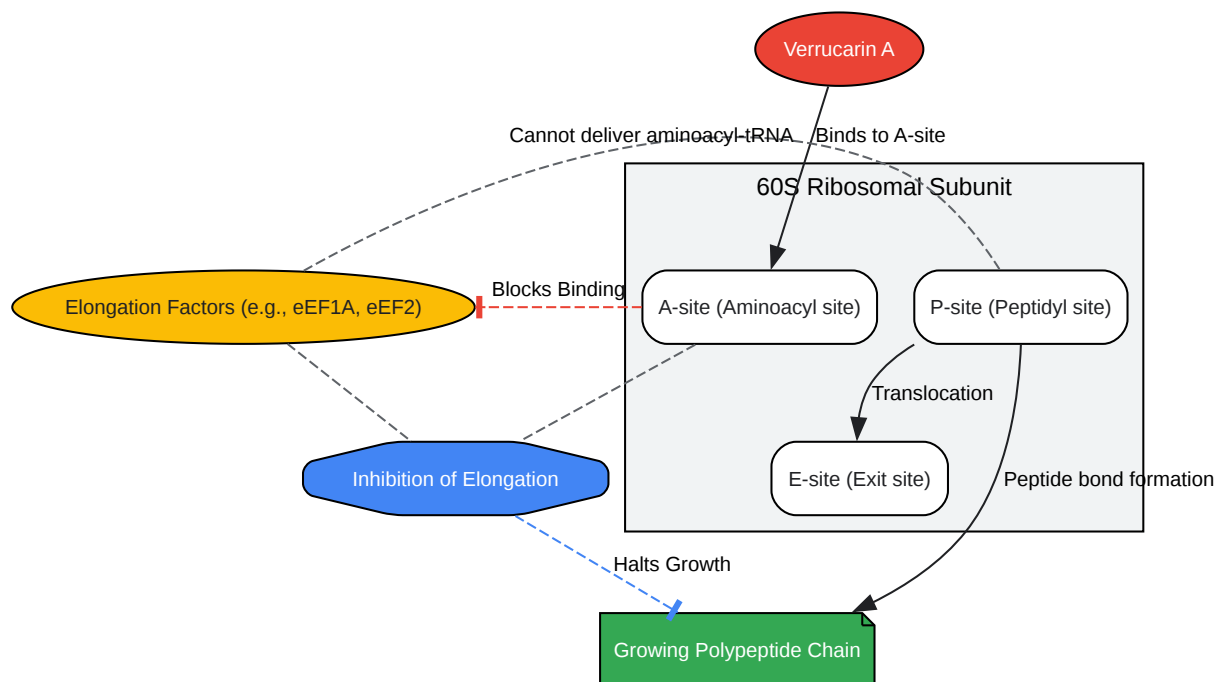 Verrucarin A
Cannot deliver aminoacyl-tRNA
Binds to A-site
60S Ribosomal Subunit
Blocks Binding
Elongation Factors (e.g., eEF1A, eEF2)
A-site (Aminoacyl site)
P-site (Peptidyl site)
Translocation
Inhibition of Elongation
E-site (Exit site)
Peptide bond formation
Halts Growth
Growing Polypeptide Chain